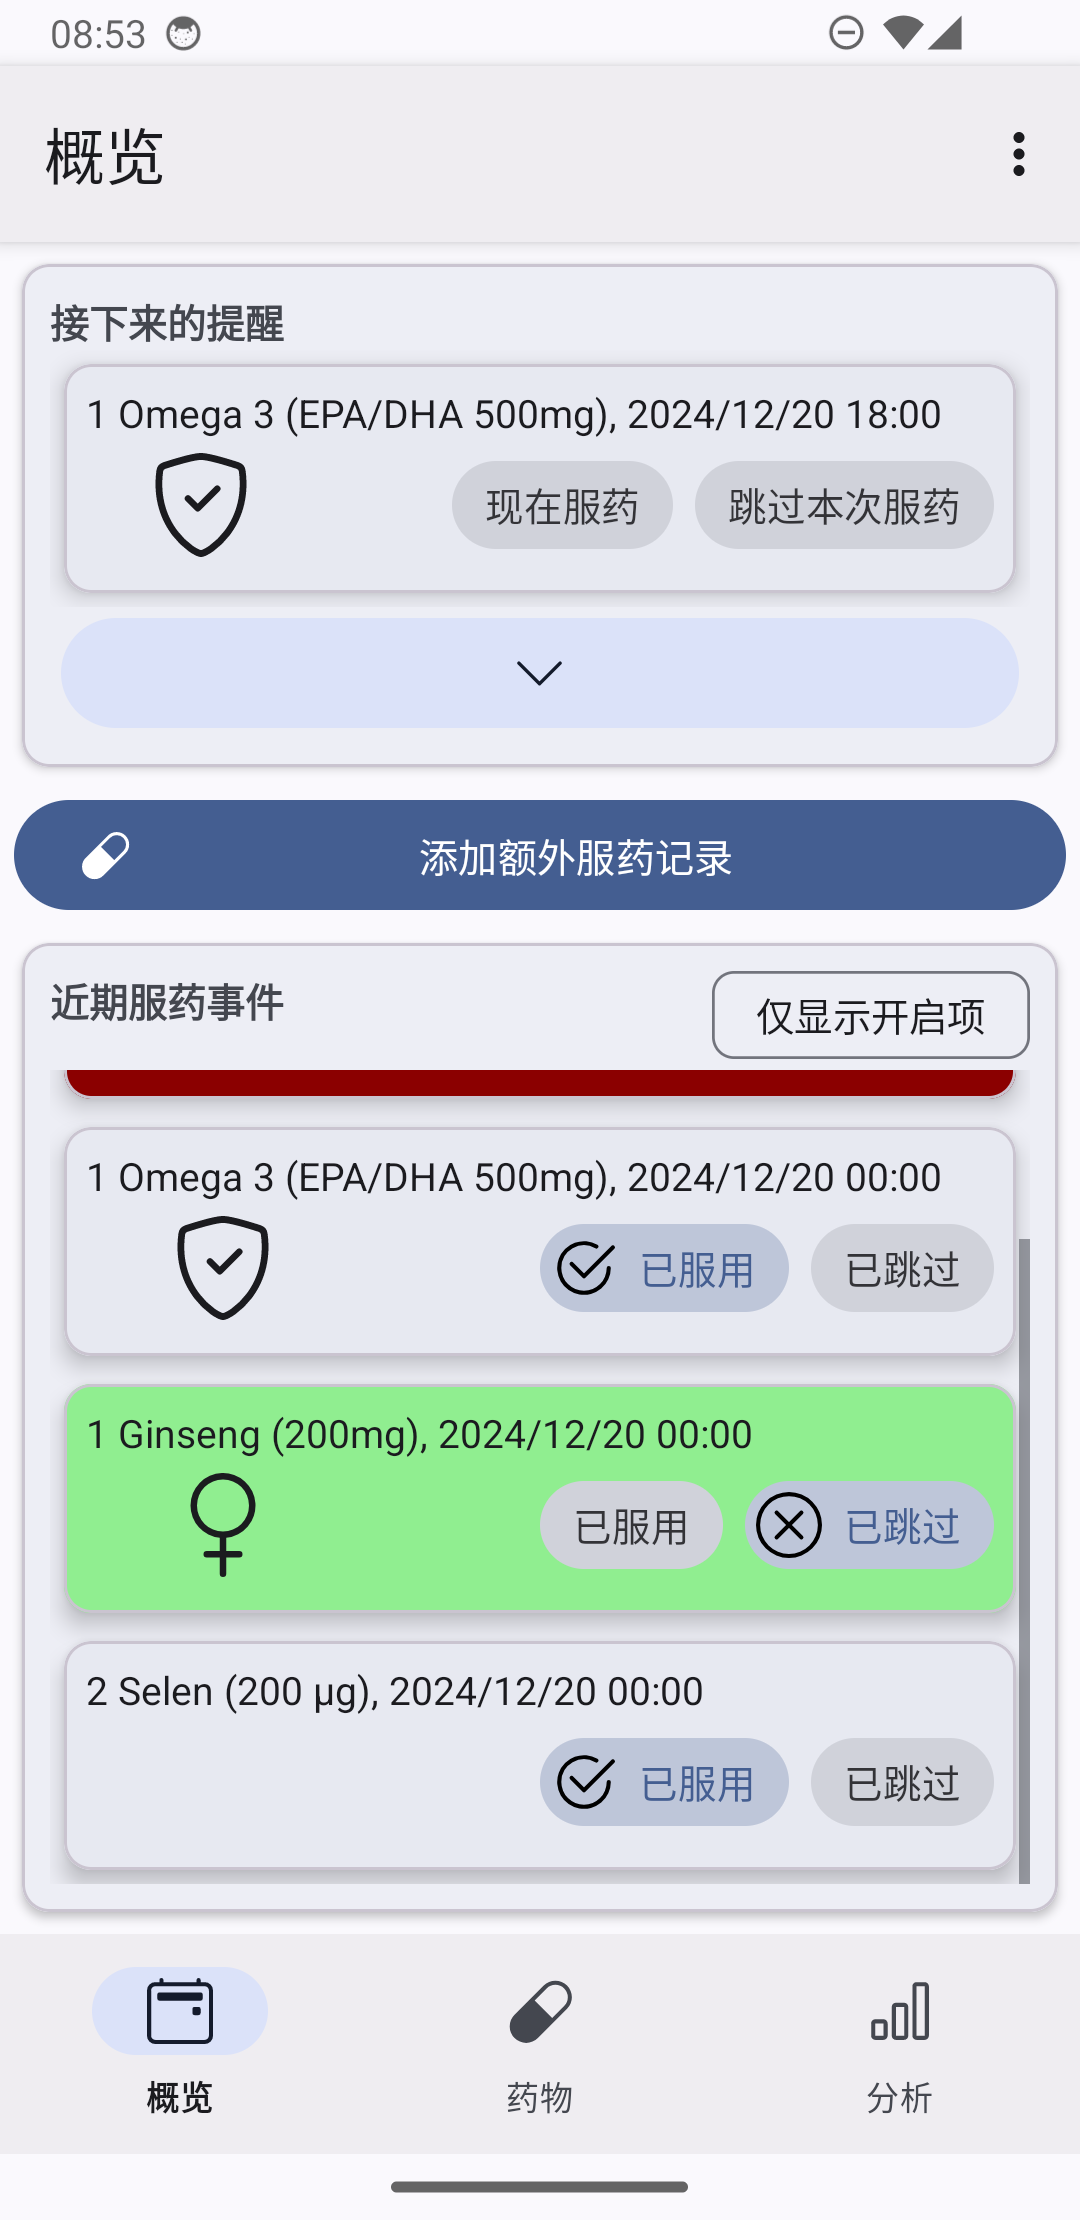 08:53
概览
接下来的提醒
1 Omega 3 (EPA/DHA 500mg), 2024/12/20 18:00
现在服药
跳过本次服药
添加额外服药记录
近期服药事件
仅显示开启项
1 Omega 3 (EPA/DHA 500mg), 2024/12/20 00:00
已服用
已跳过
1 Ginseng (200mg), 2024/12/20 00:00
已服用
已跳过
2 Selen (200 µg), 2024/12/20 00:00
已服用
已跳过
概览
药物
分析